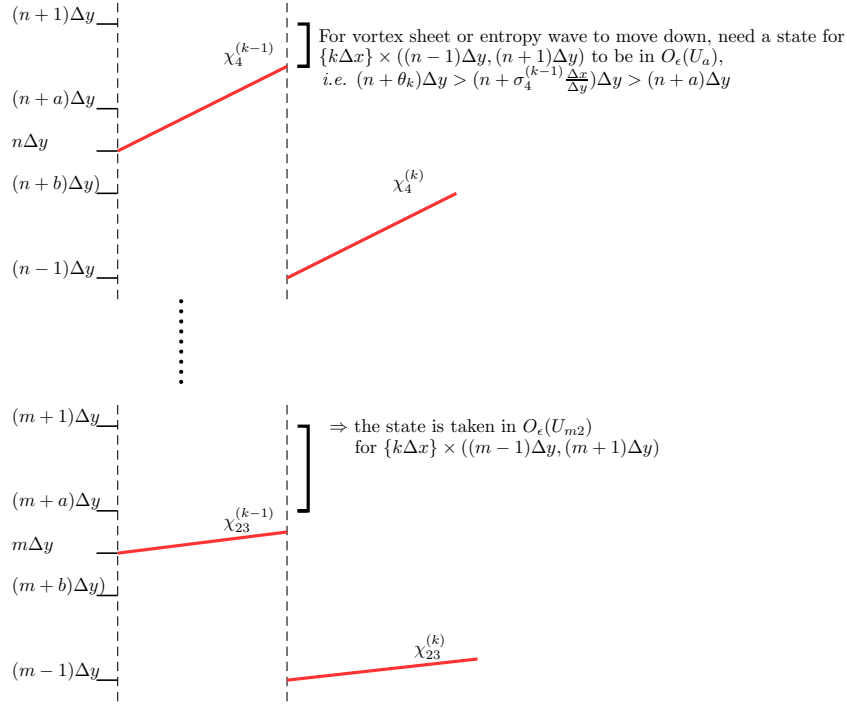 (n + 1)Δy
χ_4^{(k−1)}
For vortex sheet or entropy wave to move down, need a state for
{kΔx} × ((n − 1)Δy, (n + 1)Δy) to be in O_ϵ(U_a),
i.e. (n + θ_k)Δy > (n + σ_4^{(k−1)} \frac{Δx}{Δy})Δy > (n + a)Δy
(n + a)Δy
nΔy
(n + b)Δy)
χ_4^{(k)}
(n − 1)Δy
(m + 1)Δy
⇒ the state is taken in O_ϵ(U_{m2})
for {kΔx} × ((m − 1)Δy, (m + 1)Δy)
(m + a)Δy
χ_{23}^{(k−1)}
mΔy
(m + b)Δy)
χ_{23}^{(k)}
(m − 1)Δy